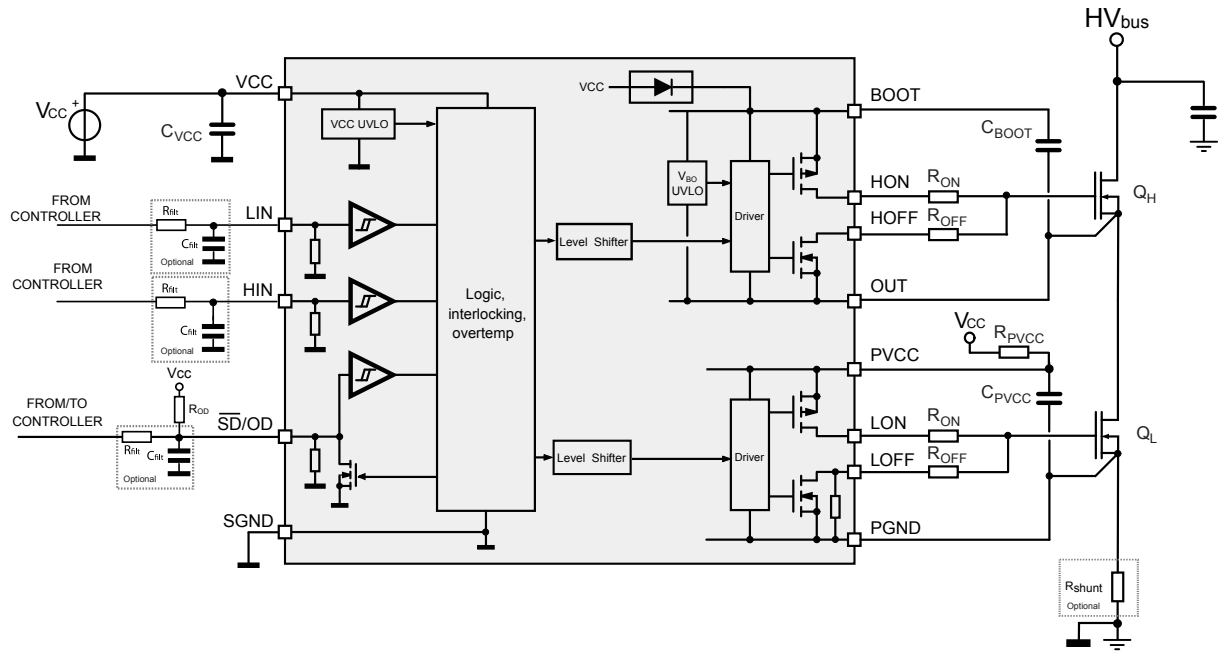 HVbus
VCC
VCC +
CVCC
VCC UVLO
VCC
BOOT
CBOOT
VBO
UVLO
Driver
HON
RON
QH
HOFF
ROFF
FROM
CONTROLLER
Rfilt
Cfilt
Optional
LIN
Level Shifter
FROM
CONTROLLER
Rfilt
Cfilt
Optional
HIN
Logic,
interlocking,
overtemp
OUT
VCC
RPVCC
PVCC
CPVCC
Vcc
ROD
FROM/TO
CONTROLLER
Rfilt
Cfilt
Optional
SD/OD
Level Shifter
Driver
LON
RON
QL
LOFF
ROFF
SGND
PGND
Rshunt
Optional